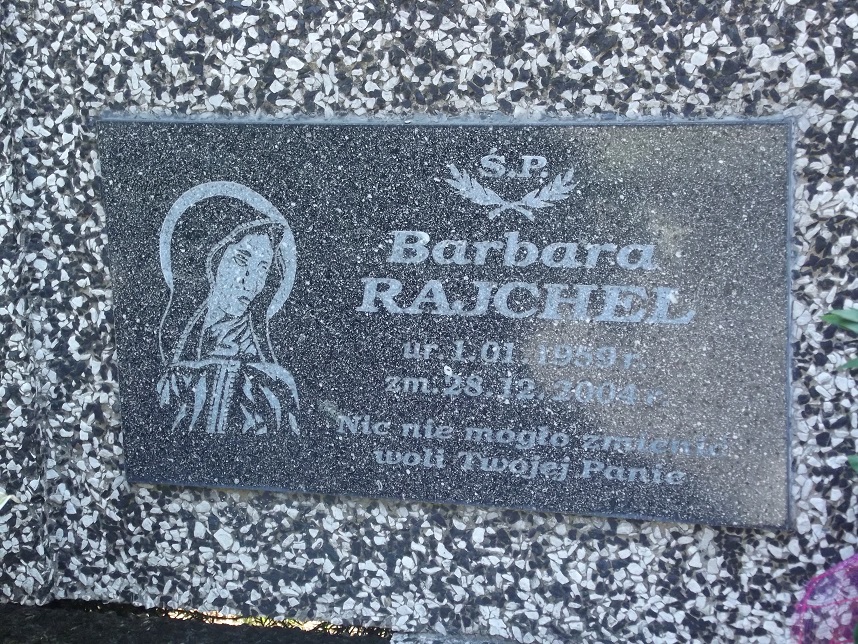 Ś.P.
Barbara
RAJCHEL
ur. 1.01.1959 r.
zm. 28.12.2004 r.
Nic nie mogło zmienić
woli Twojej Panie